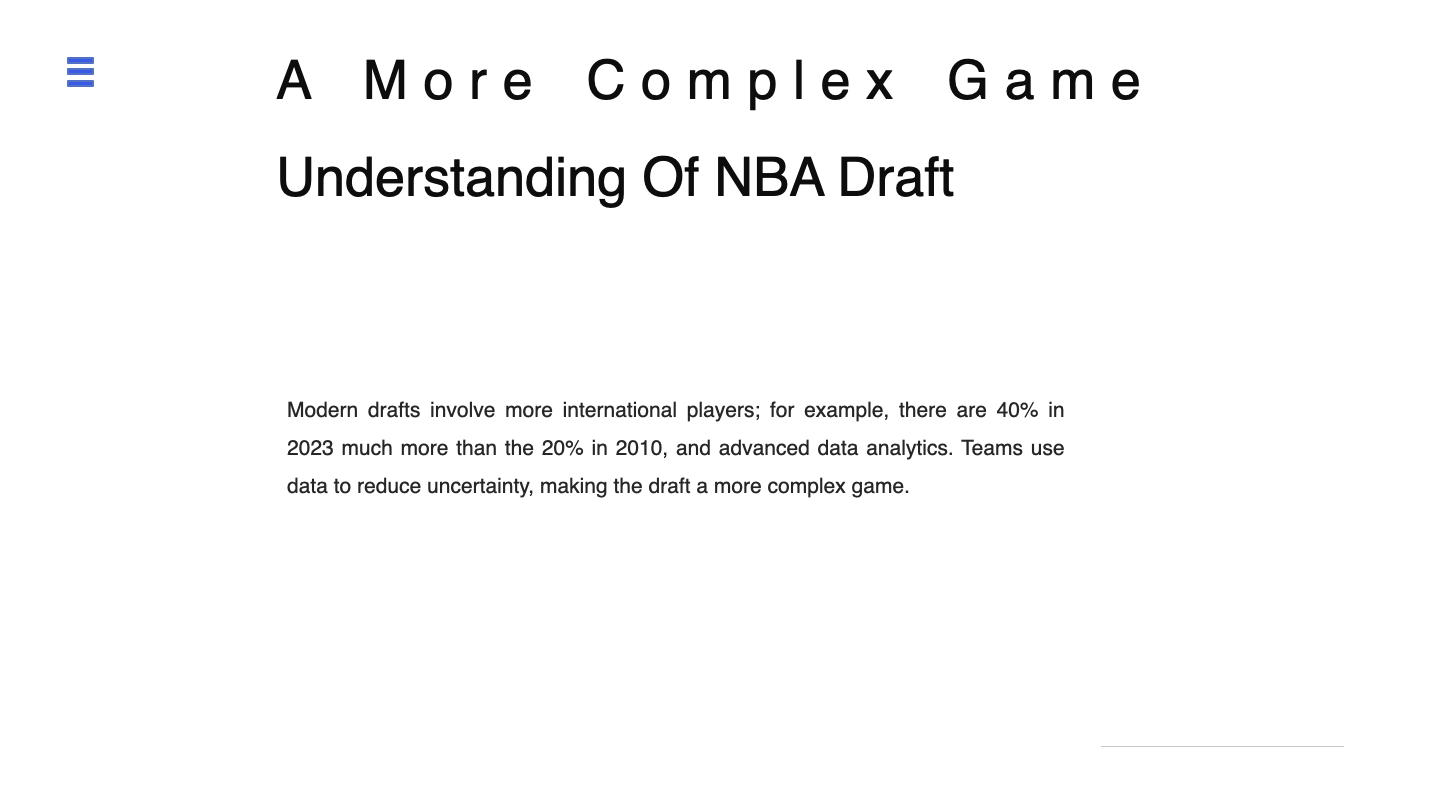 A More Complex Game
Understanding Of NBA Draft
Modern drafts involve more international players; for example, there are 40% in
2023 much more than the 20% in 2010, and advanced data analytics. Teams use
data to reduce uncertainty, making the draft a more complex game.